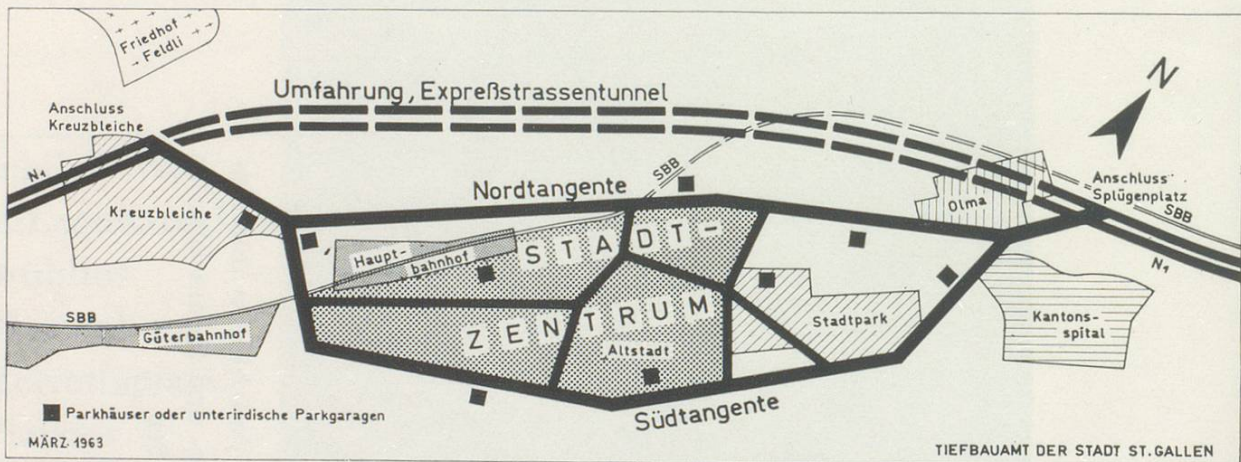 Friedhof
Feldli
Umfahrung, Expreßstrassentunnel
N
Anschluss
Kreuzbleiche
N1
SBB
Nordtangente
Anschluss
Splügenplatz
SBB
Olma
Kreuzbleiche
Haupt-
bahnhof
STADT-
N1
SBB
Güterbahnhof
ZENTRUM
Stadtpark
Kantons-
spital
Altstadt
Parkhäuser oder unterirdische Parkgaragen
Südtangente
MÄRZ 1963
TIEFBAUAMT DER STADT ST. GALLEN